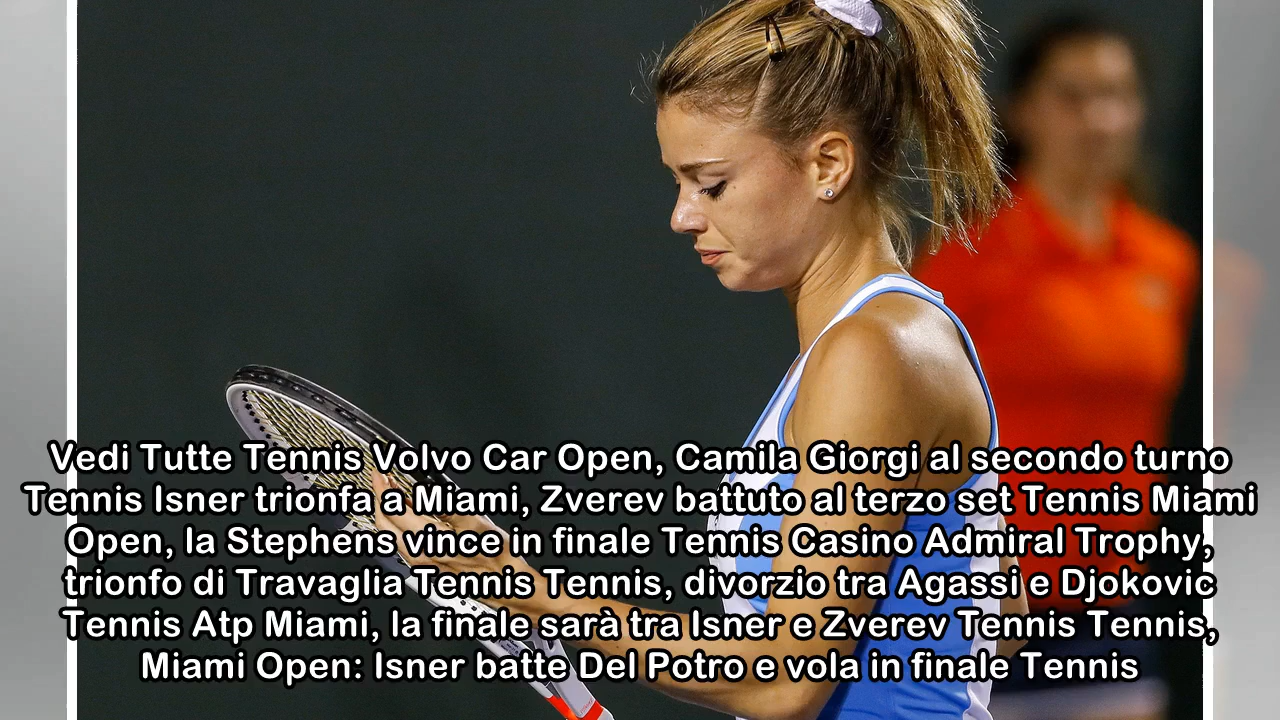 Vedi Tutte Tennis Volvo Car Open, Camila Giorgi al secondo turno
Tennis Isner trionfa a Miami, Zverev battuto al terzo set Tennis Miami
Open, la Stephens vince in finale Tennis Casino Admiral Trophy,
trionfo di Travaglia Tennis Tennis, divorzio tra Agassi e Djokovic
Tennis Atp Miami, la finale sarà tra Isner e Zverev Tennis Tennis,
Miami Open: Isner batte Del Potro e vola in finale Tennis